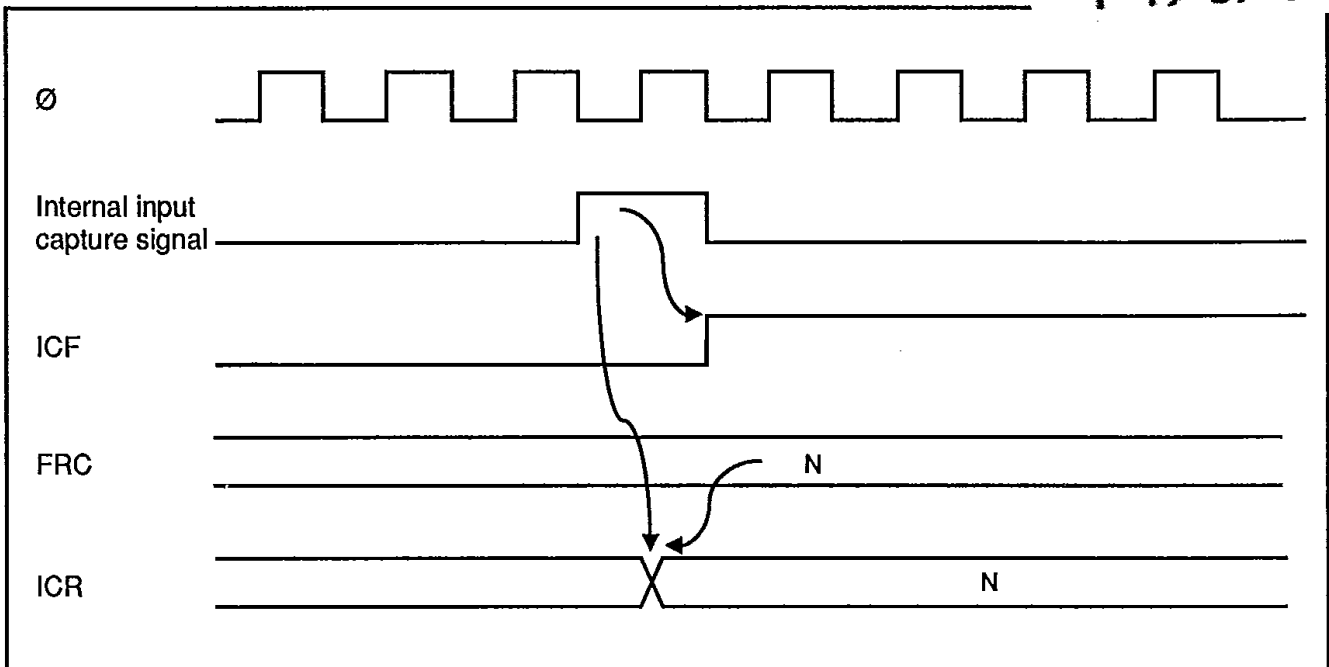 Ø
Internal input
capture signal
ICF
FRC
N
ICR
N